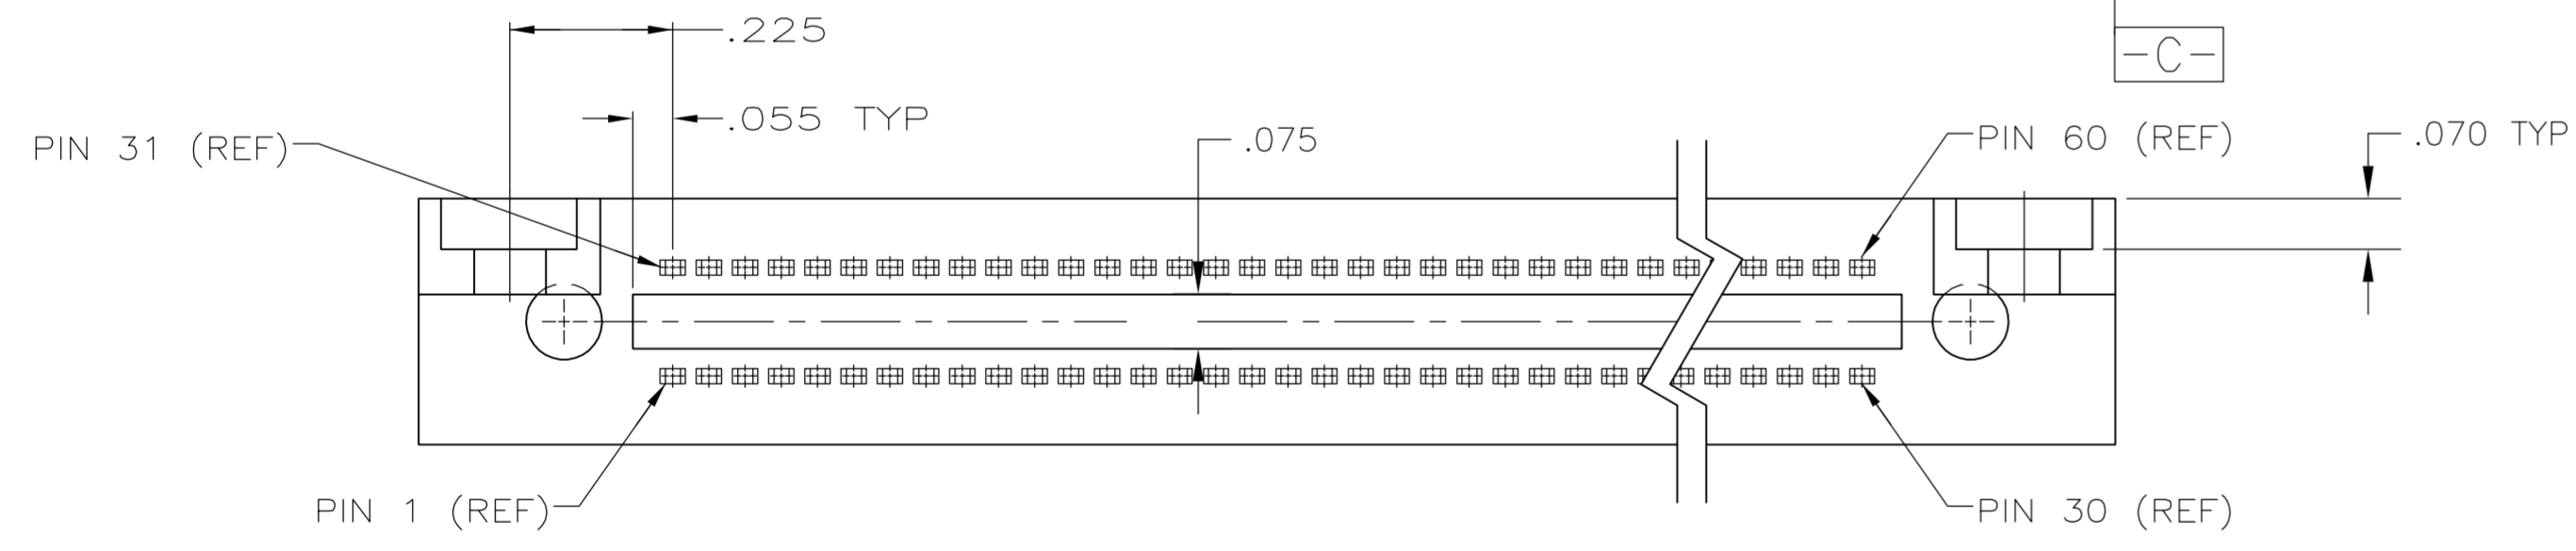 .225
-C-
.055 TYP
PIN 31 (REF)
.075
PIN 60 (REF)
.070 TYP
PIN 1 (REF)
PIN 30 (REF)